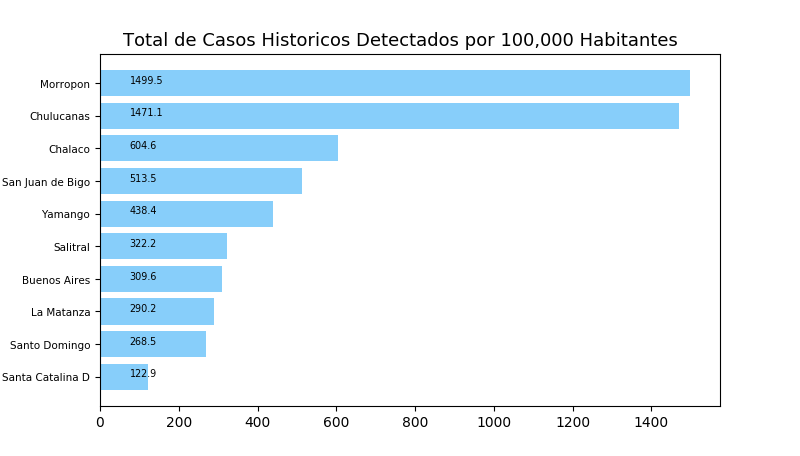 Total de Casos Historicos Detectados por 100,000 Habitantes
Morropon 1499.5
Chulucanas 1471.1
Chalaco 604.6
San Juan de Bigo 513.5
Yamango 438.4
Salitral 322.2
Buenos Aires 309.6
La Matanza 290.2
Santo Domingo 268.5
Santa Catalina D 122.9
0 200 400 600 800 1000 1200 1400